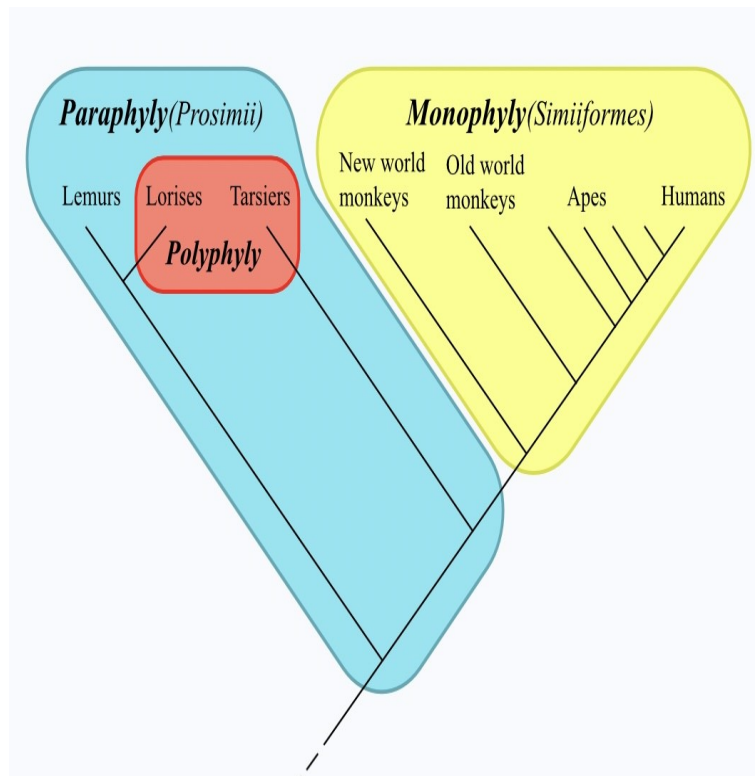 Paraphyly(Prosimii)
Monophyly(Simiiformes)
Lemurs
Lorises
Tarsiers
Polyphyly
New world
monkeys
Old world
monkeys
Apes
Humans